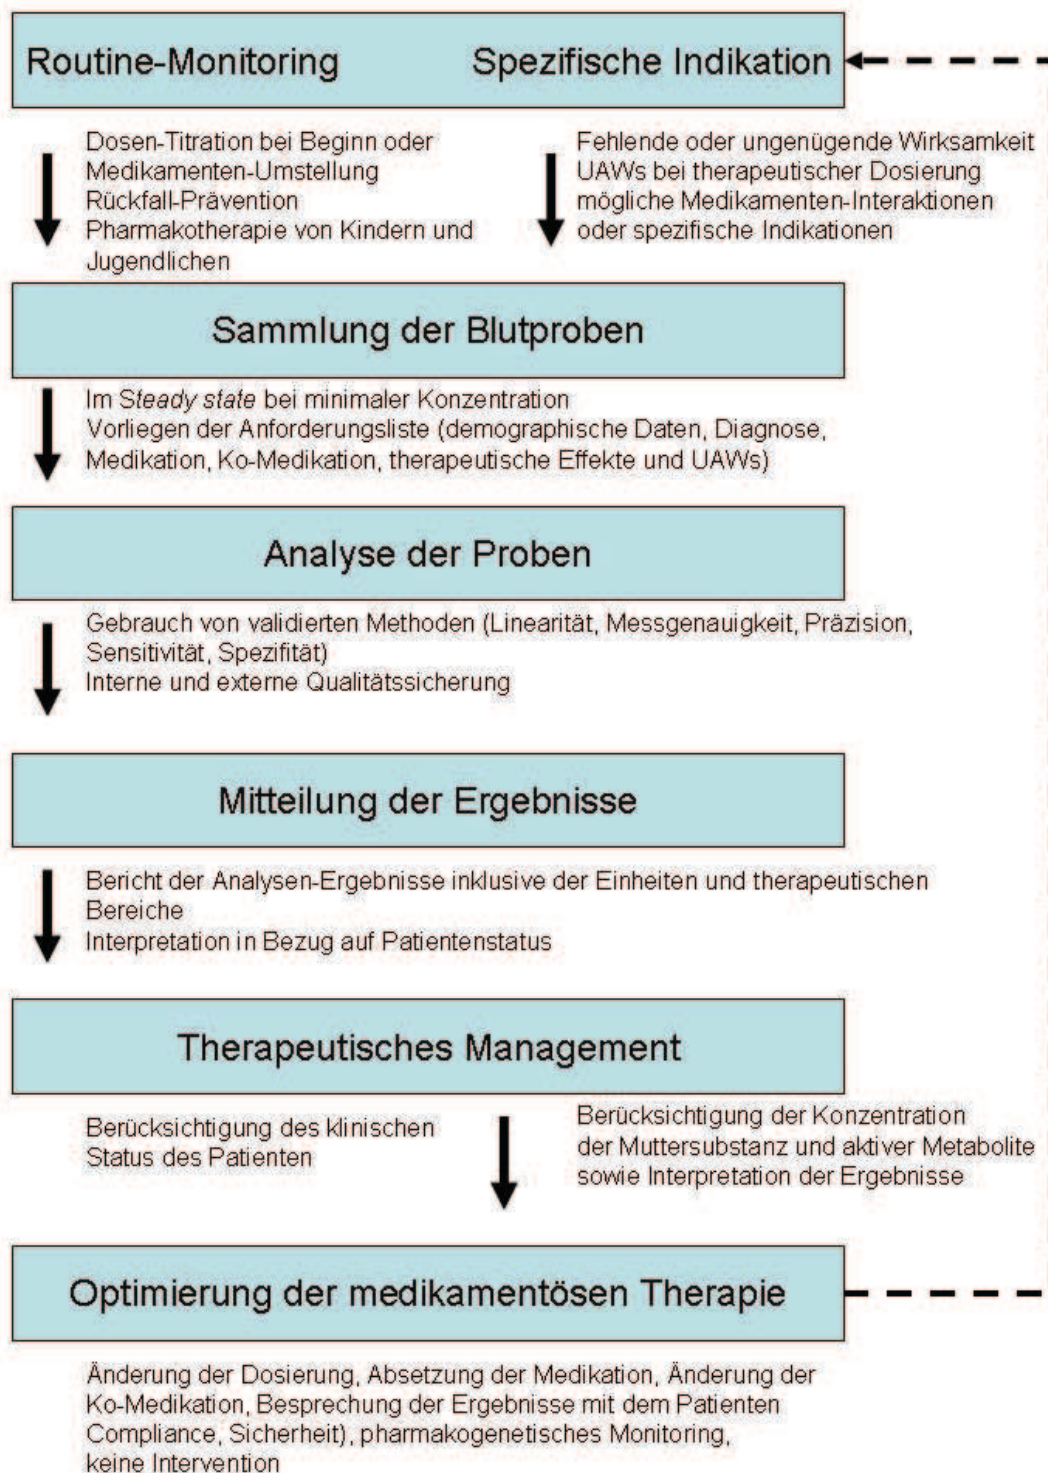 Routine-Monitoring Spezifische Indikation
Dosen-Titration bei Beginn oder
Medikamenten-Umstellung
Rückfall-Prävention
Pharmakotherapie von Kindern und
Jugendlichen
Fehlende oder ungenügende Wirksamkeit
UAWs bei therapeutischer Dosierung
mögliche Medikamenten-Interaktionen
oder spezifische Indikationen
Sammlung der Blutproben
Im Steady state bei minimaler Konzentration
Vorliegen der Anforderungsliste (demographische Daten, Diagnose,
Medikation, Ko-Medikation, therapeutische Effekte und UAWs)
Analyse der Proben
Gebrauch von validierten Methoden (Linearität, Messgenauigkeit, Präzision,
Sensitivität, Spezifität)
Interne und externe Qualitätssicherung
Mitteilung der Ergebnisse
Bericht der Analysen-Ergebnisse inklusive der Einheiten und therapeutischen
Bereiche
Interpretation in Bezug auf Patientenstatus
Therapeutisches Management
Berücksichtigung des klinischen
Status des Patienten
Berücksichtigung der Konzentration
der Muttersubstanz und aktiver Metabolite
sowie Interpretation der Ergebnisse
Optimierung der medikamentösen Therapie
Änderung der Dosierung, Absetzung der Medikation, Änderung der
Ko-Medikation, Besprechung der Ergebnisse mit dem Patienten
Compliance, Sicherheit), pharmakogenetisches Monitoring,
keine Intervention